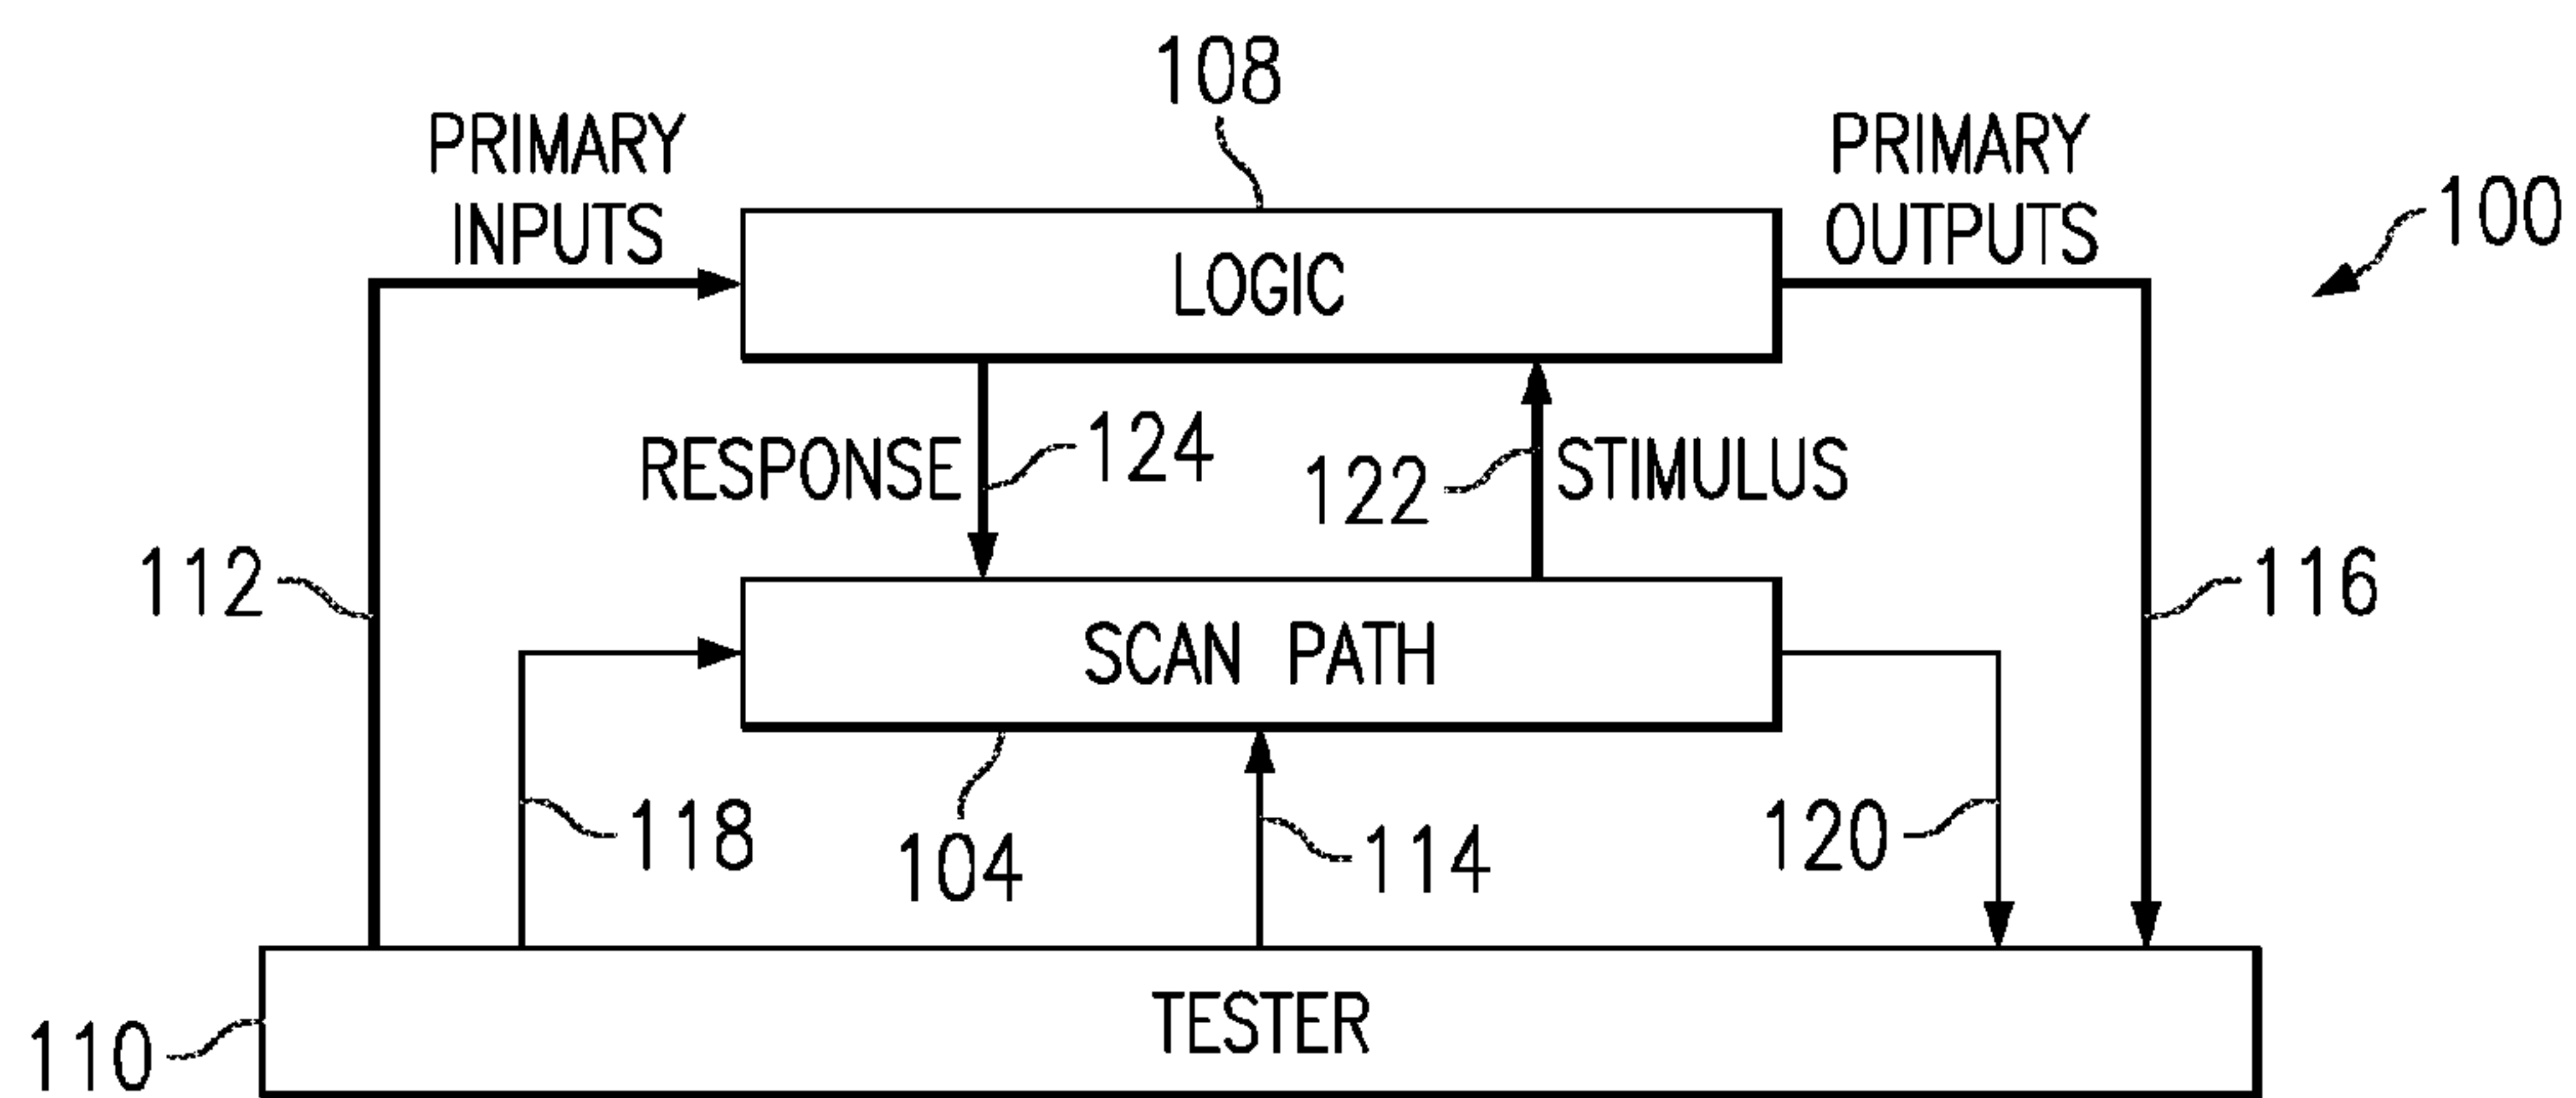 108
PRIMARY
INPUTS
PRIMARY
OUTPUTS
100
LOGIC
RESPONSE
124
122
STIMULUS
112
116
SCAN PATH
118
104
114
120
110
TESTER